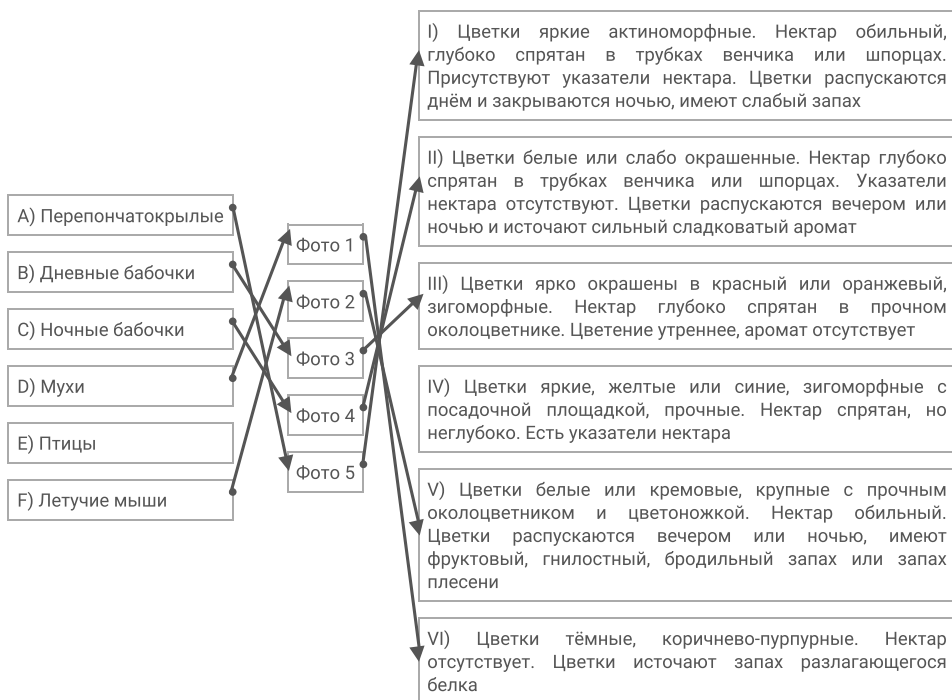 A) Перепончатокрылые
B) Дневные бабочки
C) Ночные бабочки
D) Мухи
E) Птицы
F) Летучие мыши
Фото 1
Фото 2
Фото 3
Фото 4
Фото 5
I) Цветки яркие актиноморфные. Нектар обильный,
глубоко спрятан в трубках венчика или шпорцах.
Присутствуют указатели нектара. Цветки распускаются
днём и закрываются ночью, имеют слабый запах
II) Цветки белые или слабо окрашенные. Нектар глубоко
спрятан в трубках венчика или шпорцах. Указатели
нектара отсутствуют. Цветки распускаются вечером или
ночью и источают сильный сладковатый аромат
III) Цветки ярко окрашены в красный или оранжевый,
зигоморфные. Нектар глубоко спрятан в прочном
околоцветнике. Цветение утреннее, аромат отсутствует
IV) Цветки яркие, желтые или синие, зигоморфные с
посадочной площадкой, прочные. Нектар спрятан, но
неглубоко. Есть указатели нектара
V) Цветки белые или кремовые, крупные с прочным
околоцветником и цветоножкой. Нектар обильный.
Цветки распускаются вечером или ночью, имеют
фруктовый, гнилостный, бродильный запах или запах
плесени
VI) Цветки тёмные, коричнево-пурпурные. Нектар
отсутствует. Цветки источают запах разлагающегося
белка